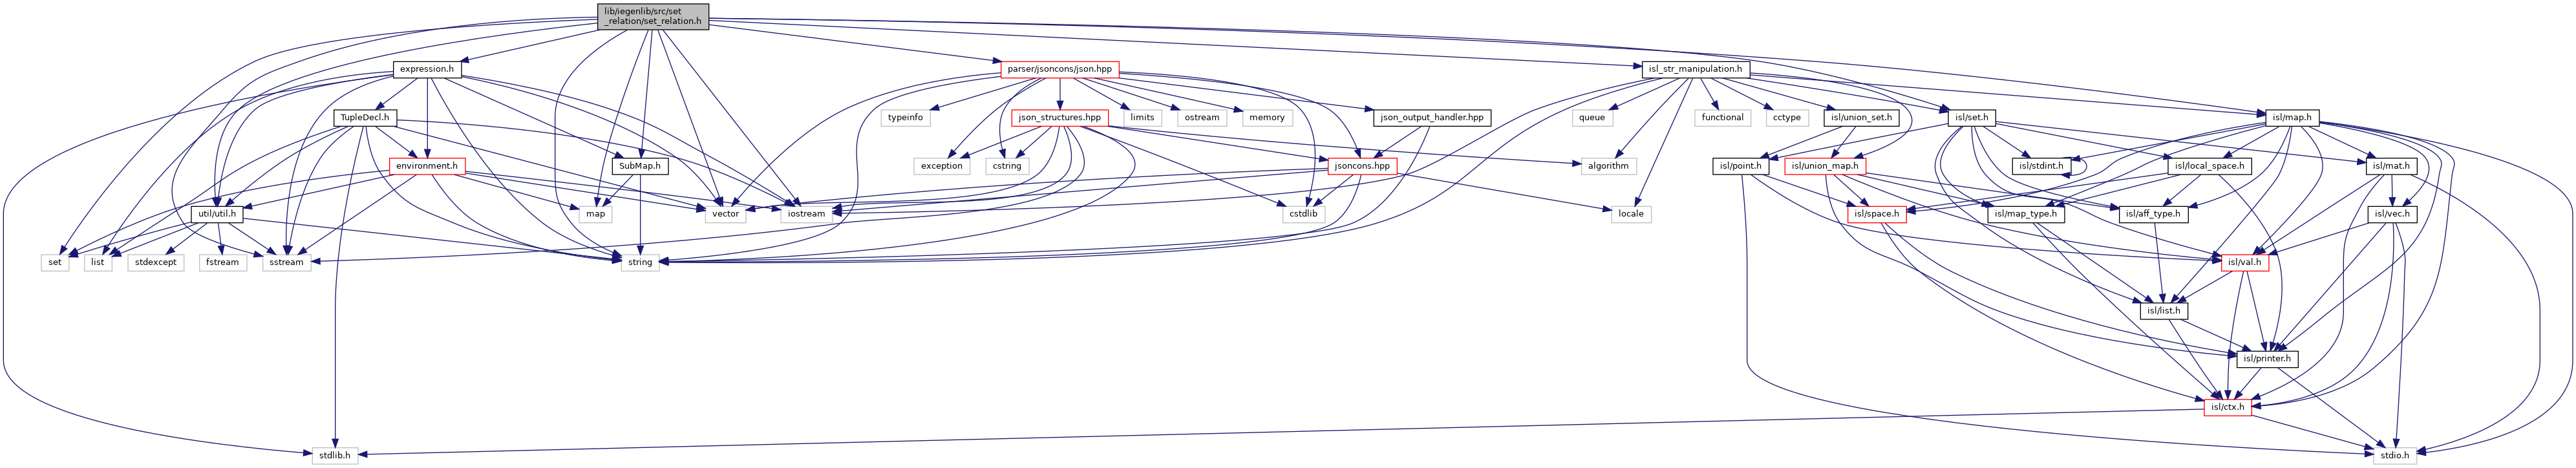 lib/iegenlib/src/set
_relation/set_relation.h
expression.h
parser/jsoncons/json.hpp
isl_str_manipulation.h
TupleDecl.h
typeinfo
json_structures.hpp
limits
ostream
memory
json_output_handler.hpp
queue
functional
cctype
isl/union_set.h
isl/set.h
isl/map.h
environment.h
SubMap.h
exception
cstring
jsoncons.hpp
algorithm
isl/point.h
isl/union_map.h
isl/stdint.h
isl/local_space.h
isl/mat.h
util/util.h
map
vector
iostream
cstdlib
locale
isl/space.h
isl/map_type.h
isl/aff_type.h
isl/vec.h
set
list
stdexcept
fstream
sstream
string
isl/val.h
isl/list.h
isl/printer.h
isl/ctx.h
stdlib.h
stdio.h